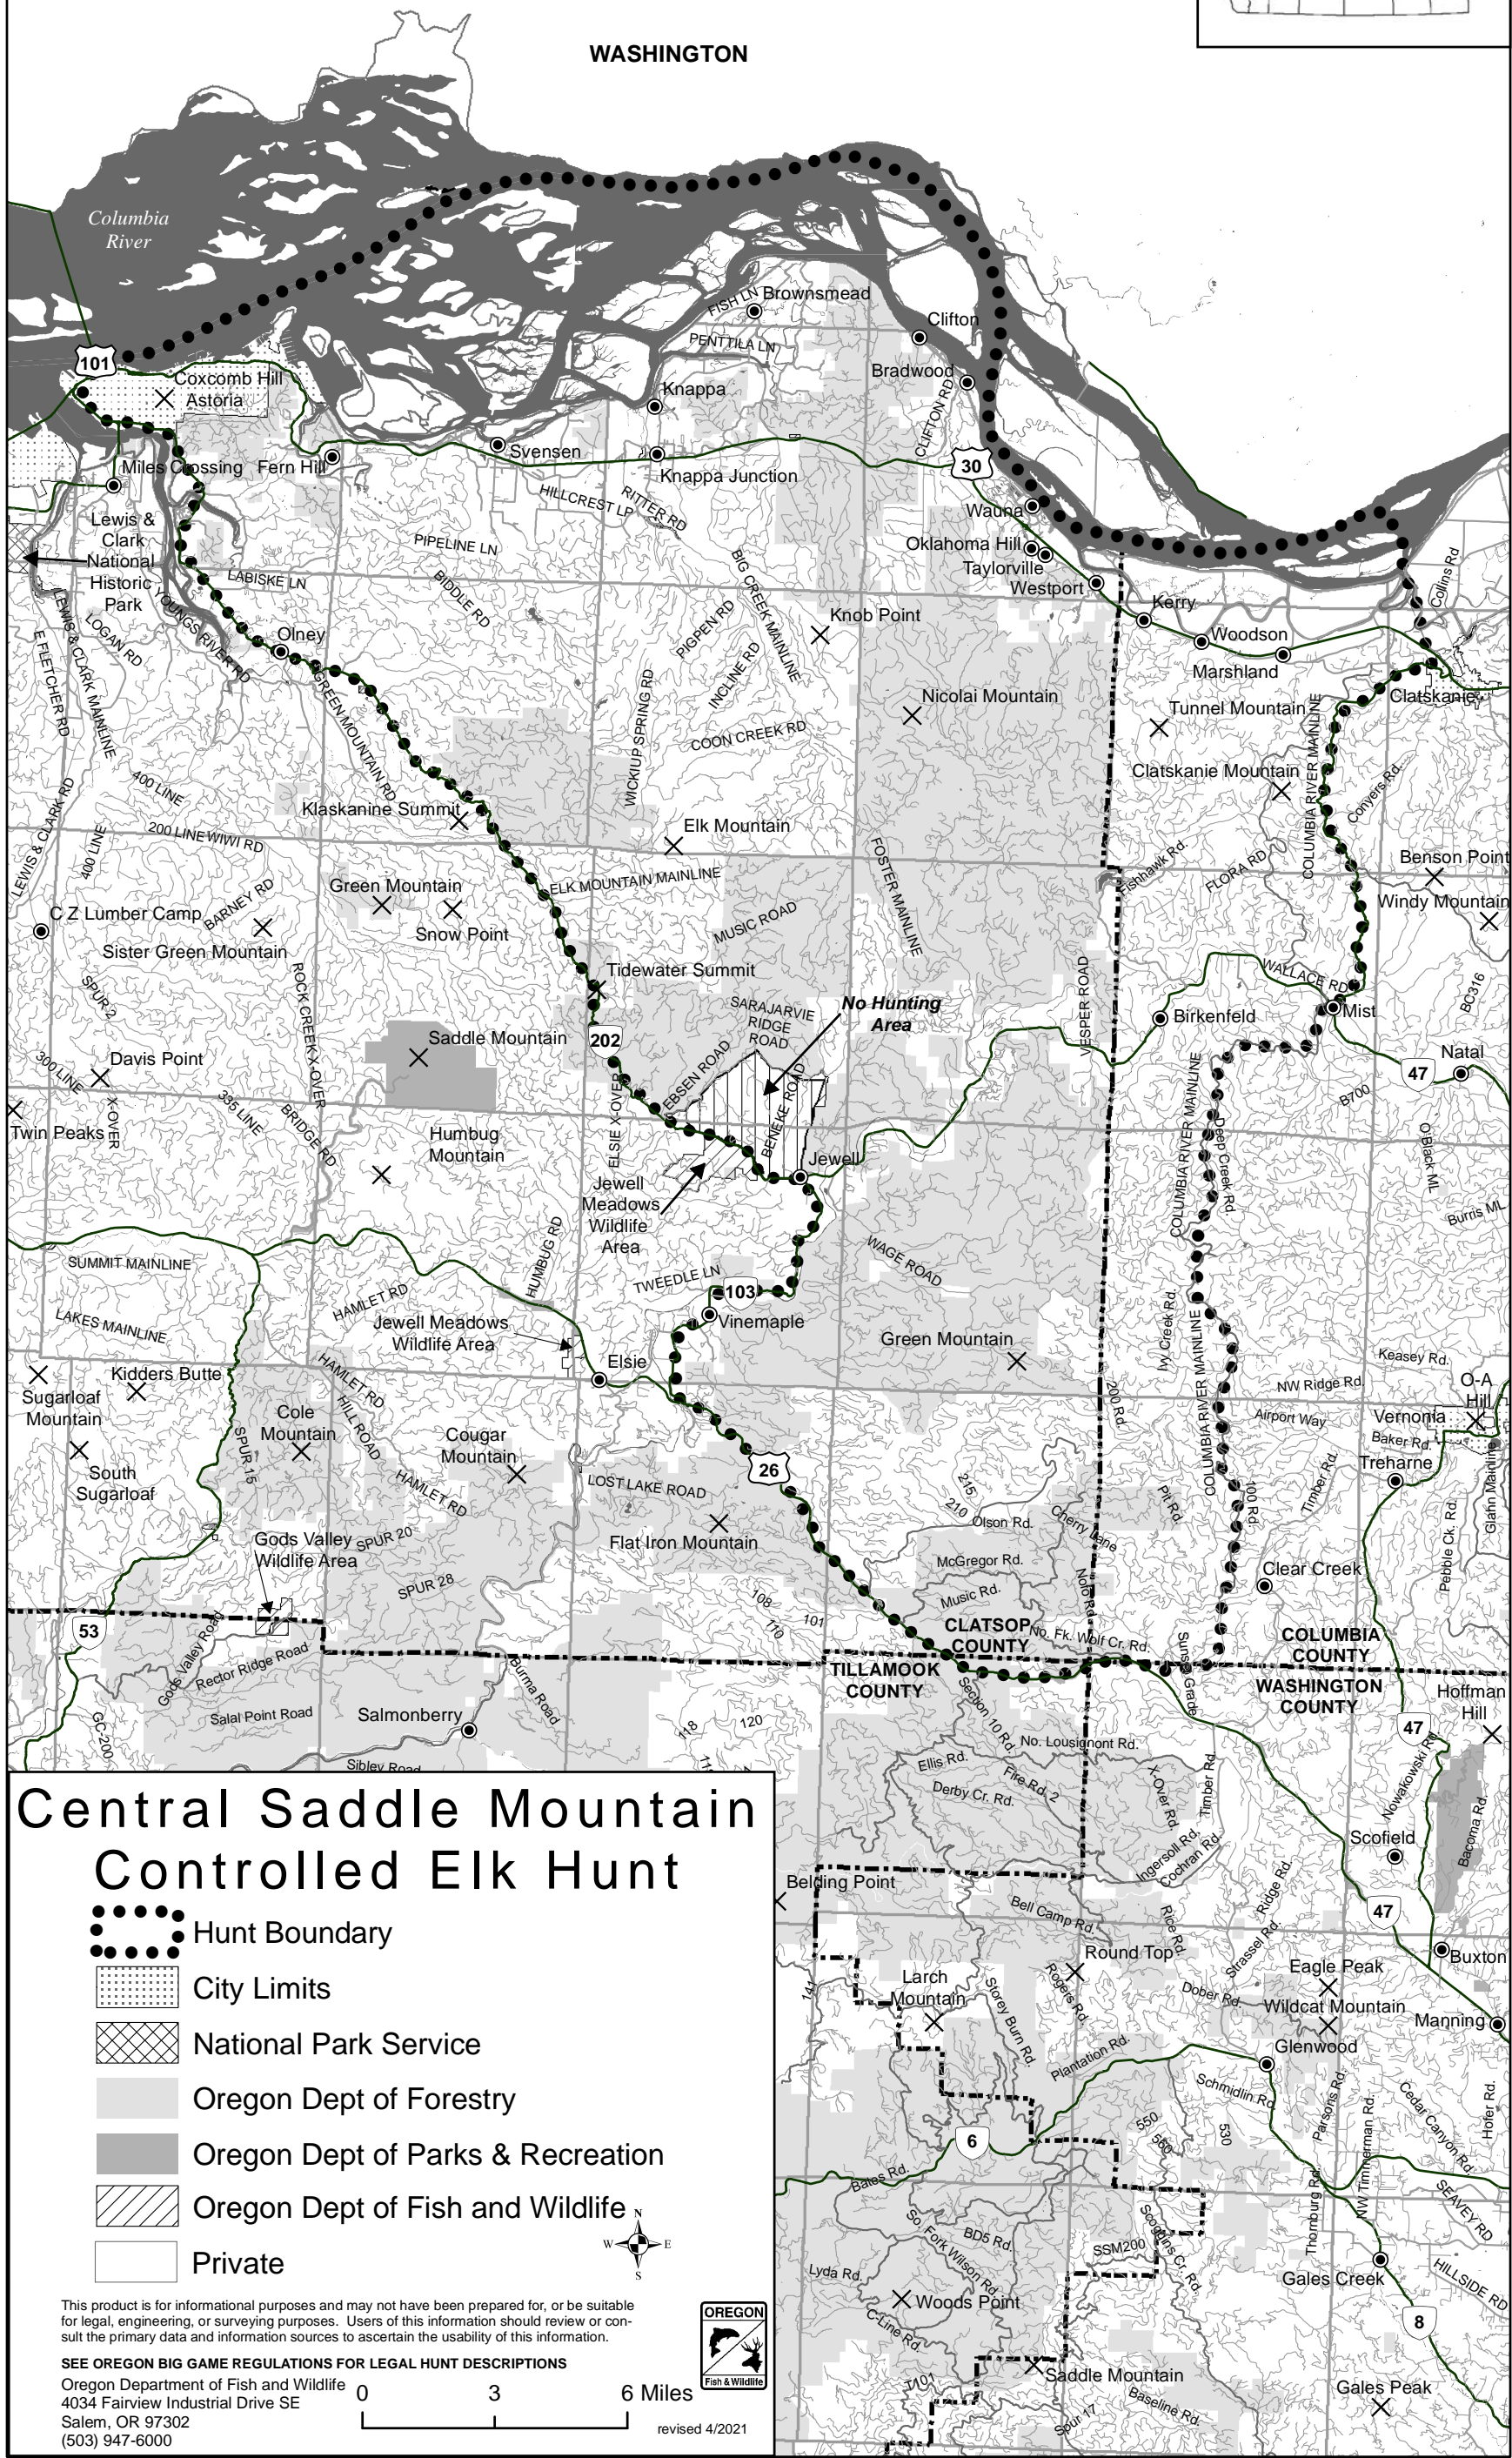 WASHINGTON
Columbia
River
101
Coxcomb Hill
Astoria
FISH LN
Brownsmead
PENTTILA LN
Clifton
Bradwood
CLIFTON RD
Knappa
Miles Crossing
Fern Hill
Svensen
Knappa Junction
30
HILLCREST LP
RITTER RD
Wauna
Lewis &
Clark
National
Historic
Park
PIPELINE LN
Oklahoma Hill
Taylorville
Westport
LABISKE LN
BIDDLE RD
BIG CREEK MAINLINE
PIGPEN RD
Knob Point
Kerry
Woodson
Marshland
Collins Rd
LEWIS & CLARK MAINLINE
LOGAN RD
E FLETCHER RD
YOUNGS RIVER RD
Olney
INCLINE RD
Nicolai Mountain
Tunnel Mountain
Clatskanie
GREEN MOUNTAIN RD
WICKIUP SPRING RD
COON CREEK RD
COLUMBIA RIVER MAINLINE
Clatskanie Mountain
Conyers Rd.
400 LINE
Klaskanine Summit
LEWIS & CLARK RD
200 LINE
WIWI RD
400 LINE
Elk Mountain
FOSTER MAINLINE
Fishhawk Rd.
FLORA RD
Benson Point
Green Mountain
ELK MOUNTAIN MAINLINE
Windy Mountain
C Z Lumber Camp
BARNEY RD
Snow Point
MUSIC ROAD
Sister Green Mountain
SPUR 2
ROCK CREEK X-OVER
Tidewater Summit
VESPER ROAD
WALLACE RD
BC316
SARAJARVIE
RIDGE
ROAD
No Hunting
Area
Birkenfeld
Mist
Saddle Mountain
202
Davis Point
300 LINE
EBSEN ROAD
BENEKE ROAD
47
Natal
B700
X-OVER
335 LINE
BRIDGE RD
Twin Peaks
Humbug
Mountain
ELSIE X-OVER
Jewell
Jewell
Meadows
Wildlife
Area
COLUMBIA RIVER MAINLINE
Deep Creek Rd
O Black ML
Burris ML
SUMMIT MAINLINE
HUMBUG RD
TWEEDLE LN
WAGE ROAD
103
HAMLET RD
LAKES MAINLINE
Jewell Meadows
Wildlife Area
Vinemaple
Green Mountain
Ivy Creek Rd.
COLUMBIA RIVER MAINLINE
Kidders Butte
HAMLET RD
Elsie
Keasey Rd.
Sugarloaf
Mountain
200 Rd.
NW Ridge Rd.
O-A
Hill
Cole
Mountain
HILL ROAD
Cougar
Mountain
Airport Way
Vernonia
Baker Rd.
Treharne
SPUR 15
South
Sugarloaf
HAMLET RD
26
LOST LAKE ROAD
215
210
Olson Rd.
Cherry Lane
Pit Rd.
100 Rd.
Timber Rd.
Glahn Mainline
Pebble Ck. Rd.
Gods Valley
Wildlife Area
SPUR 20
Flat Iron Mountain
McGregor Rd.
Clear Creek
SPUR 28
108
110
101
Music Rd.
Nolo Rd.
CLATSOP
COUNTY
No. Fk. Wolf Cr. Rd.
53
Gods Valley Road
Rector Ridge Road
TILLAMOOK
COUNTY
Sunset Grade
COLUMBIA
COUNTY
WASHINGTON
COUNTY
Burma Road
Section 10 Rd.
Hoffman
Hill
Salal Point Road
Salmonberry
GC-200
118
120
No. Lousignont Rd.
47
Sibley Road
Ellis Rd.
Fire Rd. 2
Derby Cr. Rd.
X-Over Rd.
Timber Rd.
Nowakowski Rd
Bacoma Rd.
Scofield
Ingersoll Rd.
Cochran Rd.
Belding Point
Bell Camp Rd.
Rice Rd.
Ridge Rd.
47
Round Top
Strassel Rd.
Buxton
141
Larch
Mountain
Storey Burn Rd.
Rogers Rd.
Dober Rd.
Eagle Peak
Wildcat Mountain
Manning
Glenwood
Plantation Rd.
Schmidlin Rd.
Parsons Rd.
Cedar Canyon Rd.
Hofer Rd.
6
550
560
530
NW Timmerman Rd.
Bates Rd.
Thornburg Rd.
SEAVEY RD
So. Fork Wilson Rd.
BD5 Rd.
SSM200
Scoggins Cr. Rd.
Lyda Rd.
Gales Creek
HILLSIDE RD
Woods Point
C-Line Rd.
8
T101
Saddle Mountain
Spur 17
Baseline Rd.
Gales Peak
Central Saddle Mountain
Controlled Elk Hunt
Hunt Boundary
City Limits
National Park Service
Oregon Dept of Forestry
Oregon Dept of Parks & Recreation
Oregon Dept of Fish and Wildlife
Private
N
W E
S
This product is for informational purposes and may not have been prepared for, or be suitable
for legal, engineering, or surveying purposes. Users of this information should review or con-
sult the primary data and information sources to ascertain the usability of this information.
SEE OREGON BIG GAME REGULATIONS FOR LEGAL HUNT DESCRIPTIONS
Oregon Department of Fish and Wildlife
4034 Fairview Industrial Drive SE
Salem, OR 97302
(503) 947-6000
0 3 6 Miles
revised 4/2021
OREGON
Fish & Wildlife